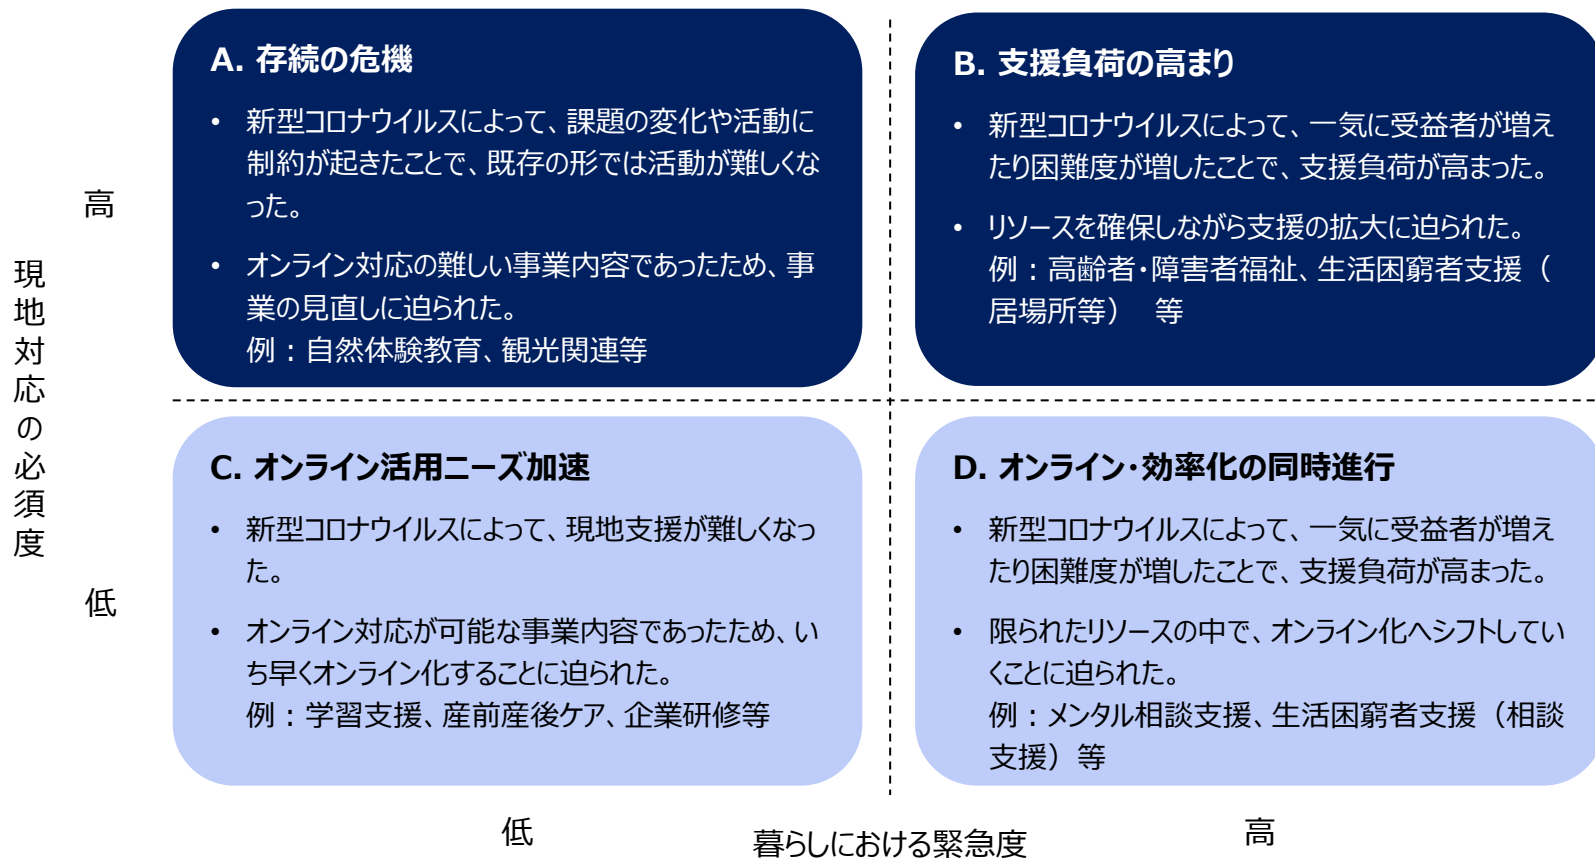 A. 存続の危機
• 新型コロナウイルスによって、課題の変化や活動に
制約が起きたことで、既存の形では活動が難しくな
った。
• オンライン対応の難しい事業内容であったため、事
業の見直しに迫られた。
例：自然体験教育、観光関連等
B. 支援負荷の高まり
• 新型コロナウイルスによって、一気に受益者が増え
たり困難度が増したことで、支援負荷が高まった。
• リソースを確保しながら支援の拡大に迫られた。
例：高齢者・障害者福祉、生活困窮者支援（
居場所等）　等
高
現地対応の必須度
低
C. オンライン活用ニーズ加速
• 新型コロナウイルスによって、現地支援が難しくなっ
た。
• オンライン対応が可能な事業内容であったため、い
ち早くオンライン化することに迫られた。
例：学習支援、産前産後ケア、企業研修等
D. オンライン・効率化の同時進行
• 新型コロナウイルスによって、一気に受益者が増え
たり困難度が増したことで、支援負荷が高まった。
• 限られたリソースの中で、オンライン化へシフトしてい
くことに迫られた。
例：メンタル相談支援、生活困窮者支援（相談
支援）等
低
暮らしにおける緊急度
高